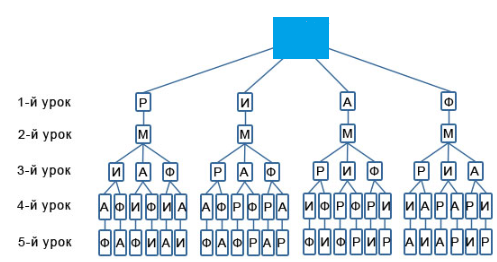 1-й урок Р И А Ф
2-й урок М М М М
3-й урок И А Ф Р А Ф Р И Ф Р И А
4-й урок А Ф И Ф И А А Ф Р Ф Р А И Ф Р Ф Р И И А Р А Р И
5-й урок Ф А Ф И А И Ф А Ф Р А Р Ф И Ф Р И Р А И А Р И Р